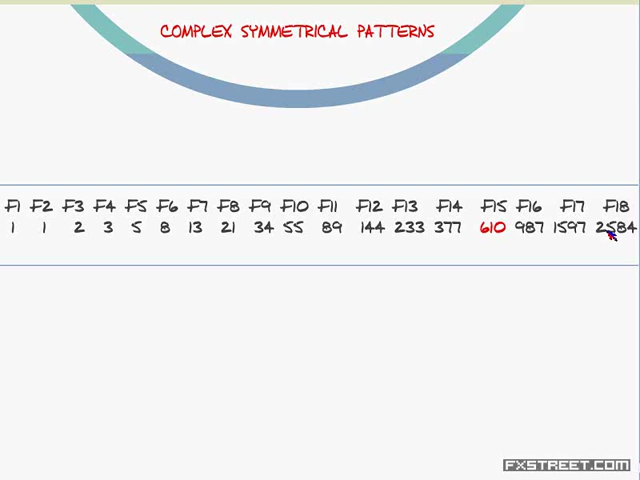 COMPLEX SYMMETRICAL PATTERNS
F1 F2 F3 F4 F5 F6 F7 F8 F9 F10 F11 F12 F13 F14 F15 F16 F17 F18
1 1 2 3 5 8 13 21 34 55 89 144 233 377 610 987 1597 2584
FXSTREET.COM